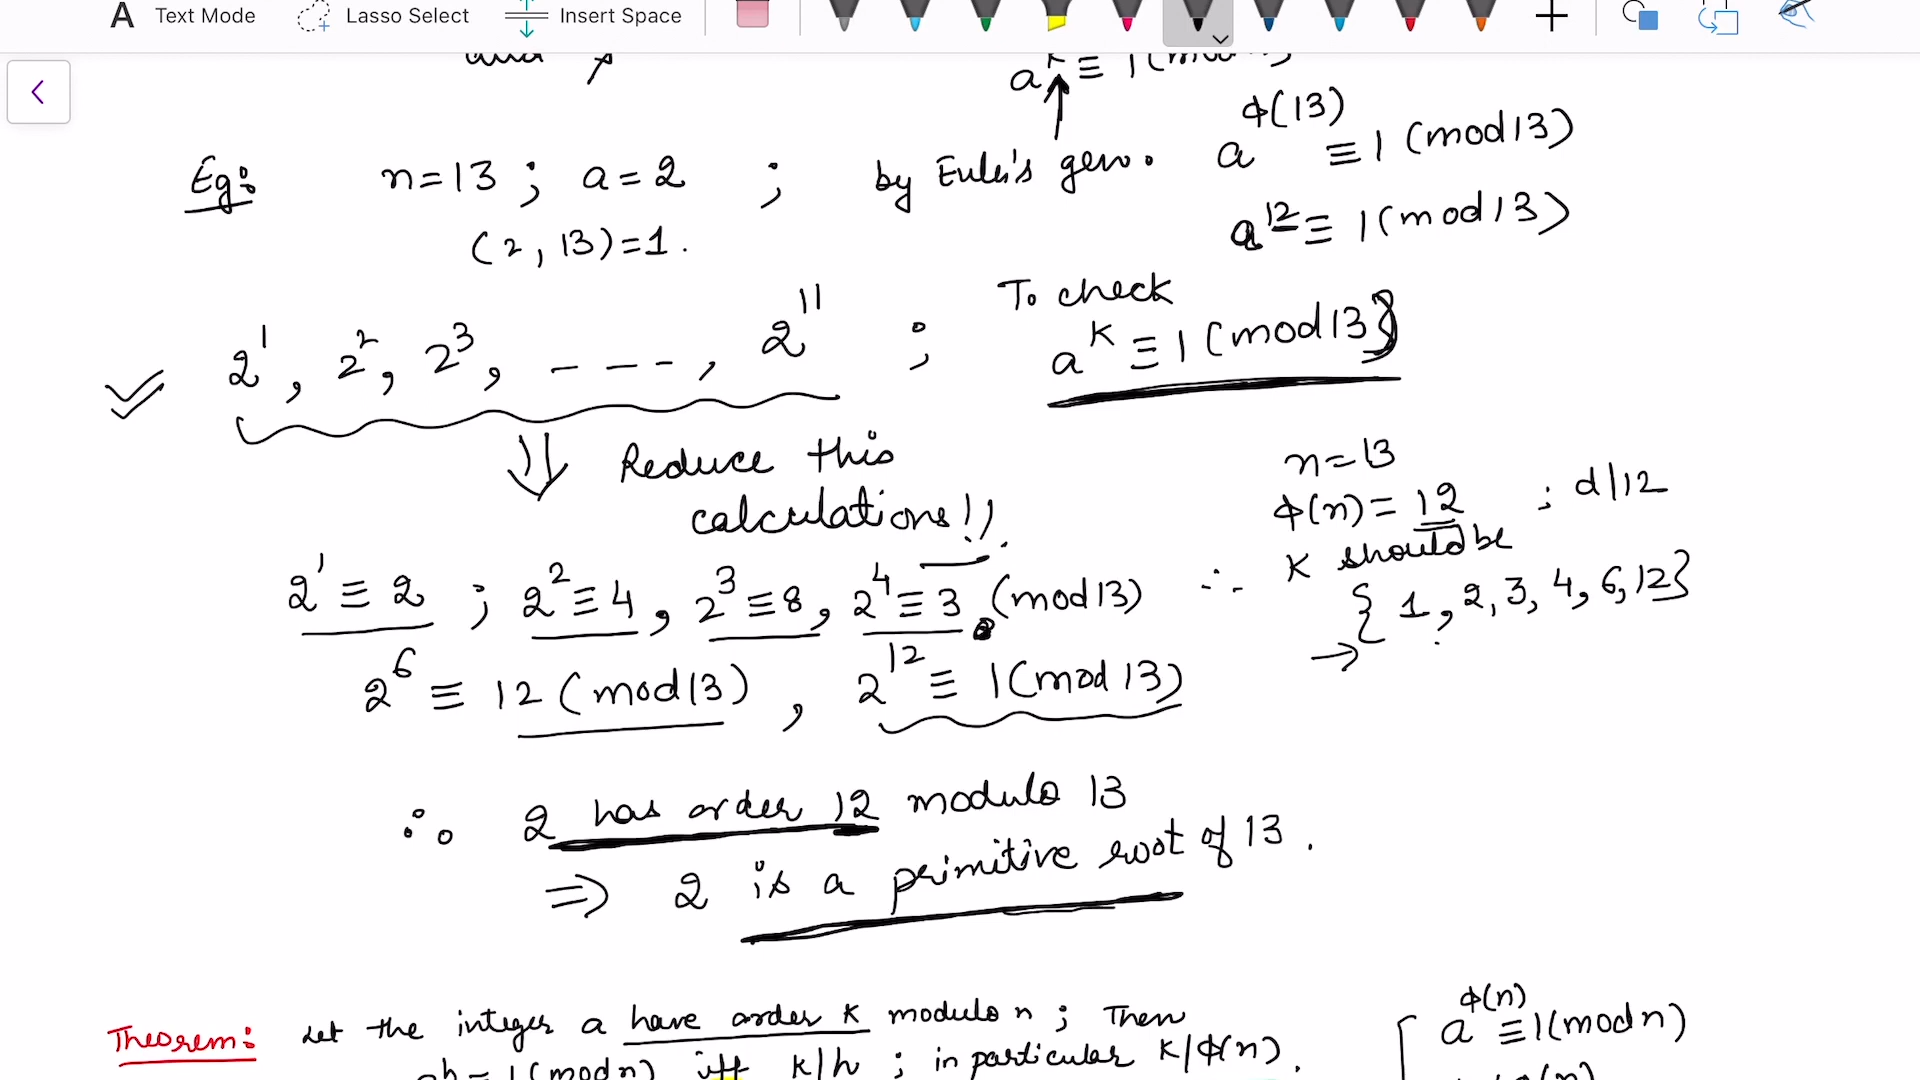 Text Mode Lasso Select Insert Space
and
a^k ≡ 1 (mod
Eg: n=13 ; a=2 ; by Euler's gen. a^ϕ(13) ≡ 1 (mod 13)
(2, 13)=1. a^12 ≡ 1 (mod 13)
2^1, 2^2, 2^3, ----, 2^11 ; To check
a^K ≡ 1 (mod 13)
⇓ Reduce this
calculations!!
n=13
ϕ(n)= 12 ; d/12
∴ K should be
{ 1, 2, 3, 4, 6, 12}
→
2^1 ≡ 2 ; 2^2 ≡ 4, 2^3 ≡ 8, 2^4 ≡ 3 (mod 13)
2^6 ≡ 12 (mod 13) , 2^12 ≡ 1 (mod 13)
∴ 2 has order 12 modulo 13
⇒ 2 is a primitive root of 13 .
Theorem: Let the integer a have order K modulo n ; Then
a^h ≡ 1 (mod n) iff K/h ; in particular K/ϕ(n).
a^ϕ(n) ≡ 1 (mod n)